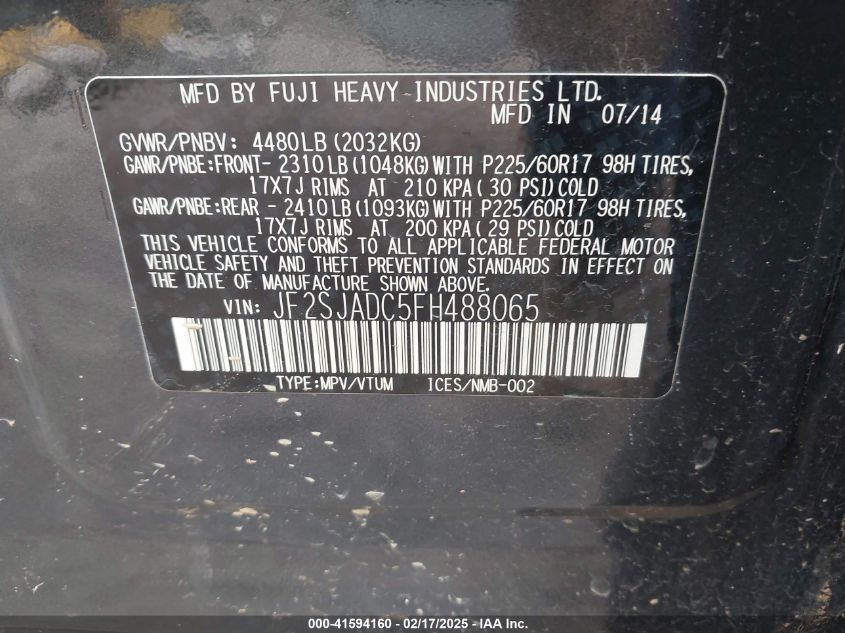 MFD BY FUJI HEAVY INDUSTRIES LTD.
MFD IN 07/14
GVWR/PNBV: 4480LB (2032KG)
GAWR/PNBE:FRONT- 2310LB (1048KG) WITH P225/60R17 98H TIRES,
17X7J RIMS AT 210 KPA ( 30 PSI) COLD
GAWR/PNBE:REAR - 2410LB (1093KG) WITH P225/60R17 98H TIRES,
17X7J RIMS AT 200 KPA ( 29 PSI) COLD
THIS VEHICLE CONFORMS TO ALL APPLICABLE FEDERAL MOTOR
VEHICLE SAFETY AND THEFT PREVENTION STANDARDS IN EFFECT ON
THE DATE OF MANUFACTURE SHOWN ABOVE.
VIN: JF2SJADC5FH488065
TYPE:MPV/VTUM ICES/NMB-002
000-41594160 - 02/17/2025 - IAA Inc.